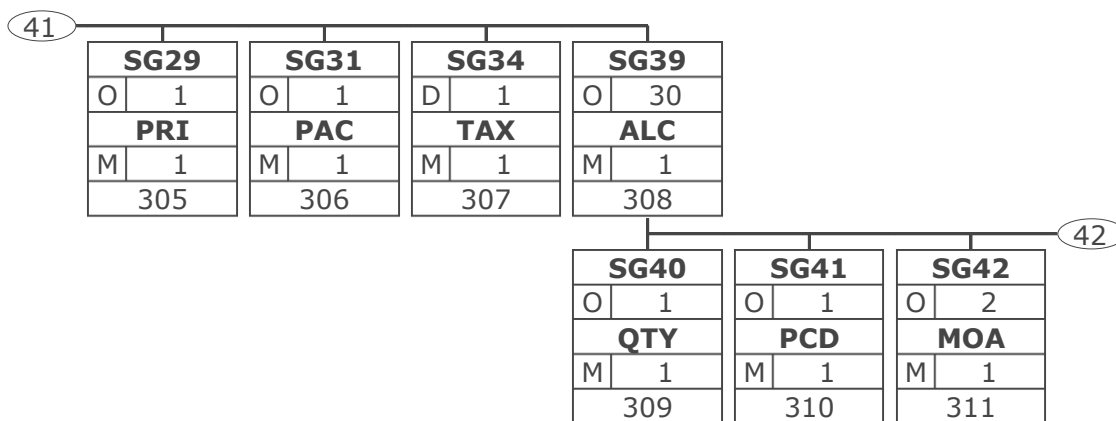 41
SG29 SG31 SG34 SG39
O 1 O 1 D 1 O 30
PRI PAC TAX ALC
M 1 M 1 M 1 M 1
305 306 307 308
42
SG40 SG41 SG42
O 1 O 1 O 2
QTY PCD MOA
M 1 M 1 M 1
309 310 311